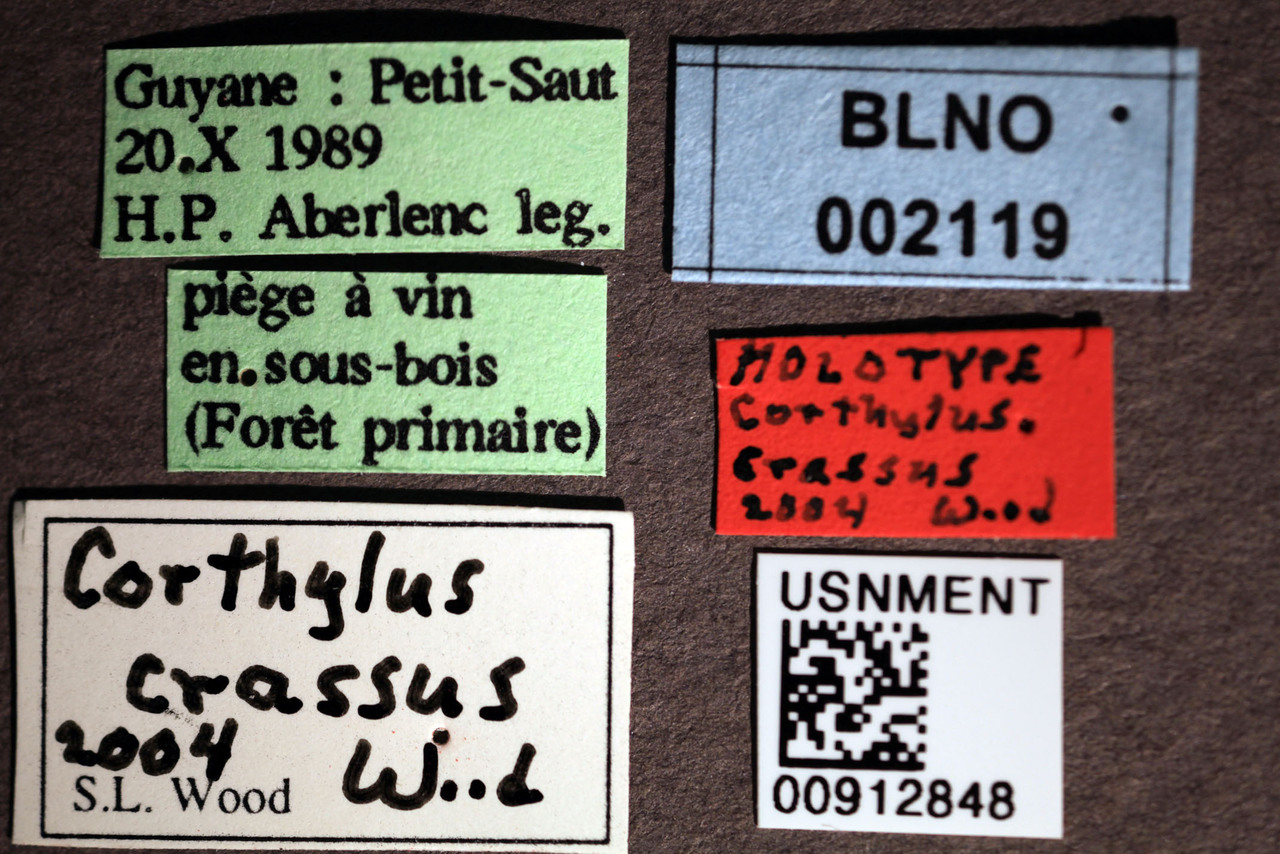 Guyane : Petit-Saut
20.X 1989
H.P. Aberlenc leg.
piège à vin
en sous-bois
(Forêt primaire)
Corthylus
crassus
2004 Wood
S.L. Wood
BLNO
002119
HOLOTYPE
Corthylus
crassus
2004 Wood
USNMENT
00912848